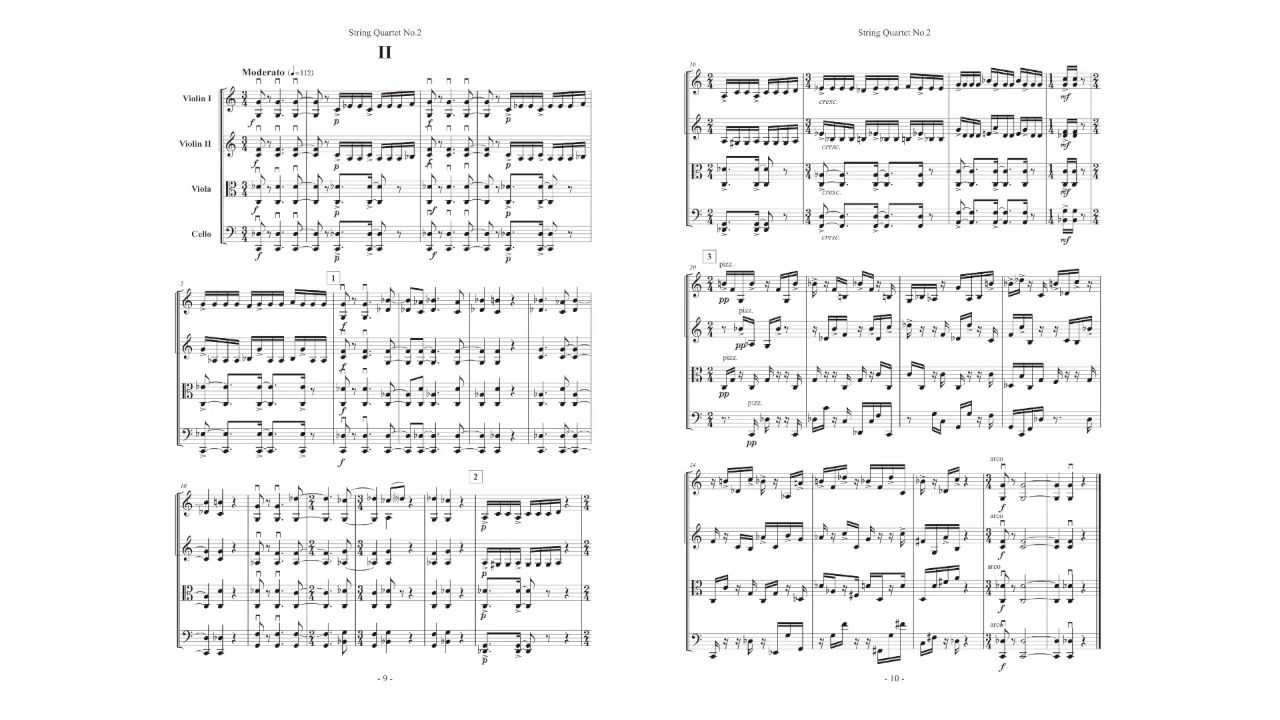 String Quartet No.2
II
Moderato (♩=112)
Violin I
f
p
f
p
Violin II
f
p
f
p
Viola
f
p
f
p
Cello
f
p
f
p
5
1
f
f
f
f
10
2
p
p
p
p
- 9 -
String Quartet No.2
16
cresc.
mf
cresc.
mf
cresc.
mf
cresc.
mf
3
20
pizz.
pp
pizz.
pp
pizz.
pp
pizz.
pp
24
arco
f
arco
f
arco
f
arco
f
- 10 -